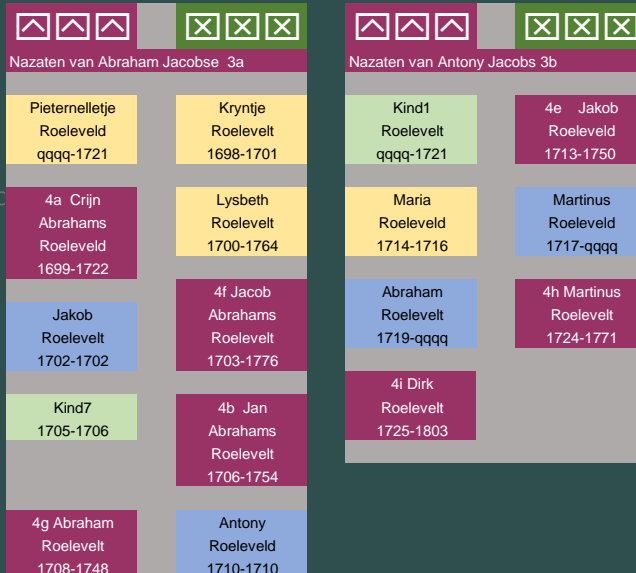 Nazaten van Abraham Jacobse  3a
Pieternelletje
Roeleveld
qqqq-1721
Kryntje
Roelevelt
1698-1701
4a  Crijn
Abrahams
Roeleveld
1699-1722
Lysbeth
Roelevelt
1700-1764
Jakob
Roelevelt
1702-1702
4f Jacob
Abrahams
Roelevelt
1703-1776
Kind7
1705-1706
4b  Jan
Abrahams
Roelevelt
1706-1754
4g Abraham
Roelevelt
1708-1748
Antony
Roeleveld
1710-1710
Nazaten van Antony Jacobs 3b
Kind1
Roelevelt
qqqq-1721
4e   Jakob
Roeleveld
1713-1750
Maria
Roeleveld
1714-1716
Martinus
Roeleveld
1717-qqqq
Abraham
Roelevelt
1719-qqqq
4h Martinus
Roelevelt
1724-1771
4i Dirk
Roelevelt
1725-1803